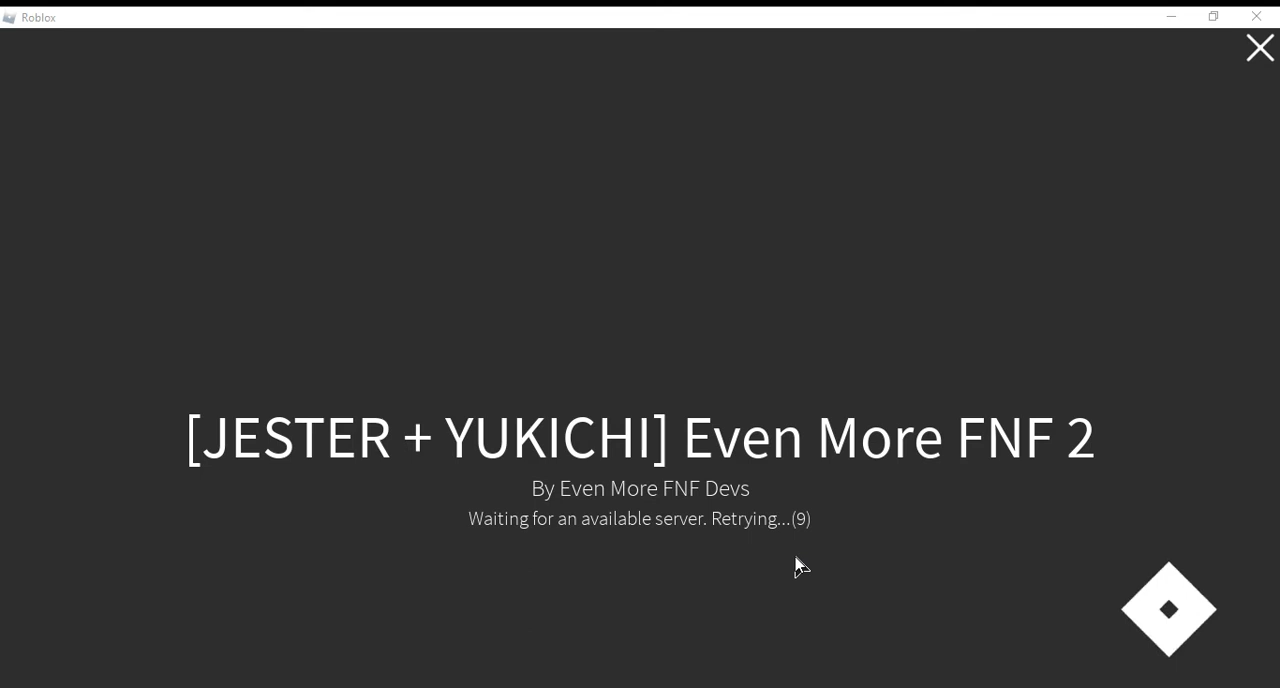 Roblox
[JESTER + YUKICHI] Even More FNF 2
By Even More FNF Devs
Waiting for an available server. Retrying...(9)